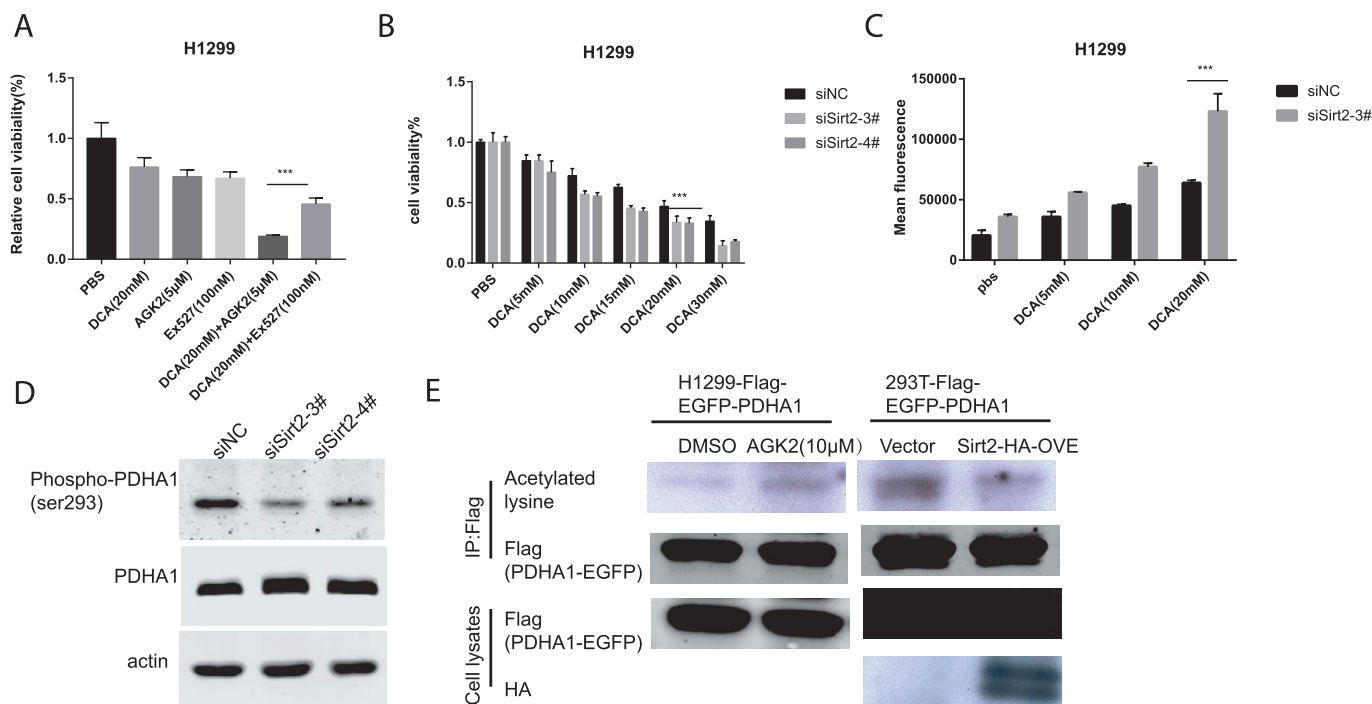 A
H1299
Relative cell viabiality(%)
1.5
1.0
0.5
0.0
***
PBS
DCA(20mM)
AGK2(5μM)
Ex527(100nM)
DCA(20mM)+AGK2(5μM)
DCA(20mM)+Ex527(100nM)
B
H1299
cell viabiality%
1.5
1.0
0.5
0.0
***
siNC
siSirt2-3#
siSirt2-4#
PBS
DCA(5mM)
DCA(10mM)
DCA(15mM)
DCA(20mM)
DCA(30mM)
C
H1299
Mean fluorescence
150000
100000
50000
0
***
siNC
siSirt2-3#
pbs
DCA(5mM)
DCA(10mM)
DCA(20mM)
D
siNC
siSirt2-3#
siSirt2-4#
Phospho-PDHA1
(ser293)
PDHA1
actin
E
H1299-Flag-
EGFP-PDHA1
293T-Flag-
EGFP-PDHA1
DMSO AGK2(10μM)
Vector Sirt2-HA-OVE
IP:Flag
Acetylated
lysine
Flag
(PDHA1-EGFP)
Cell lysates
Flag
(PDHA1-EGFP)
HA